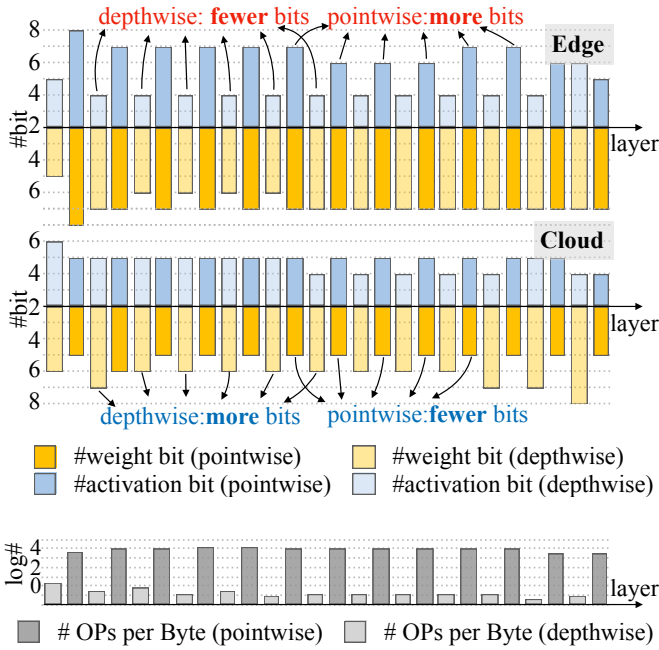 depthwise: fewer bits
pointwise:more bits
8
Edge
6
4
#bit
2
layer
4
6
Cloud
6
4
#bit
2
layer
4
6
8
depthwise:more bits
pointwise:fewer bits
#weight bit (pointwise)
#weight bit (depthwise)
#activation bit (pointwise)
#activation bit (depthwise)
log#
4
2
0
layer
# OPs per Byte (pointwise)
# OPs per Byte (depthwise)